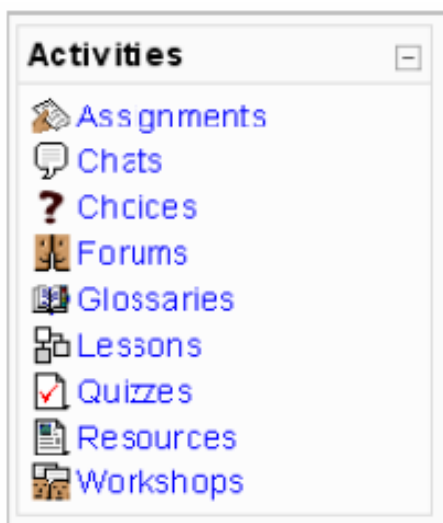 Activities
Assignments
Chats
Choices
Forums
Glossaries
Lessons
Quizzes
Resources
Workshops